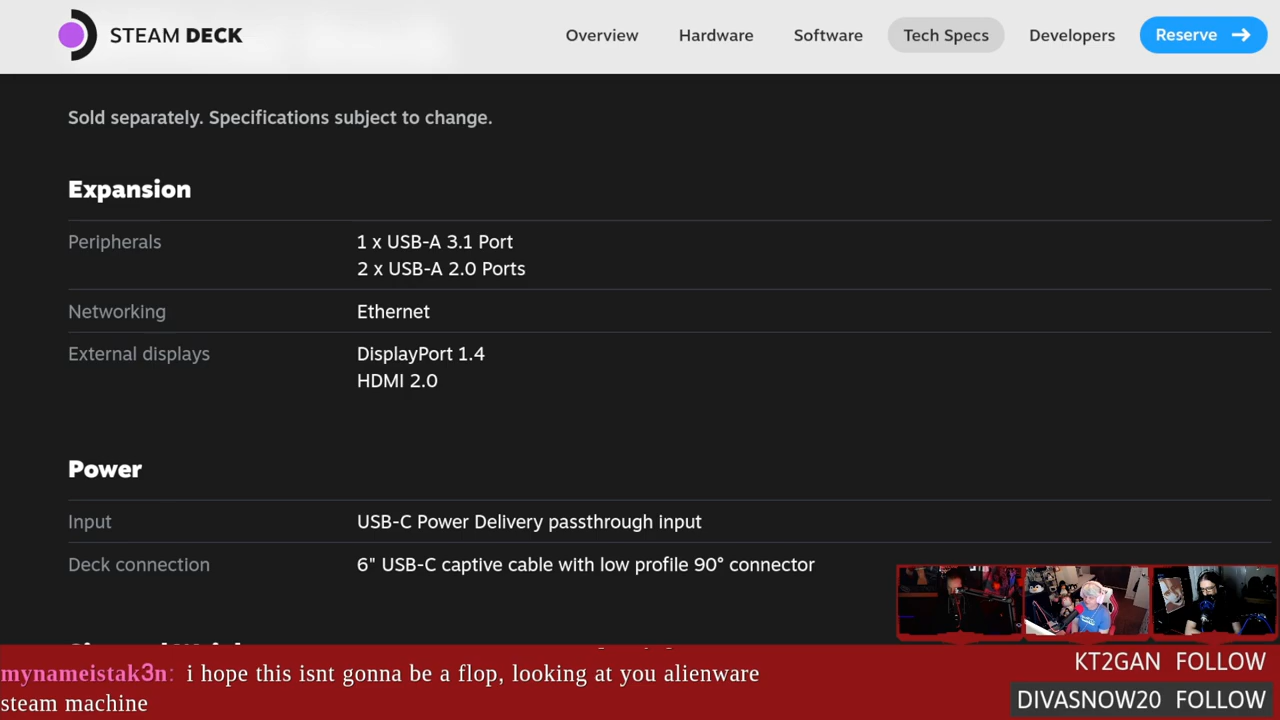 STEAM DECK
Overview
Hardware
Software
Tech Specs
Developers
Reserve →
Sold separately. Specifications subject to change.
Expansion
Peripherals
1 x USB-A 3.1 Port
2 x USB-A 2.0 Ports
Networking
Ethernet
External displays
DisplayPort 1.4
HDMI 2.0
Power
Input
USB-C Power Delivery passthrough input
Deck connection
6" USB-C captive cable with low profile 90° connector
mynameistak3n: i hope this isnt gonna be a flop, looking at you alienware
steam machine
KT2GAN FOLLOW
DIVASNOW20 FOLLOW